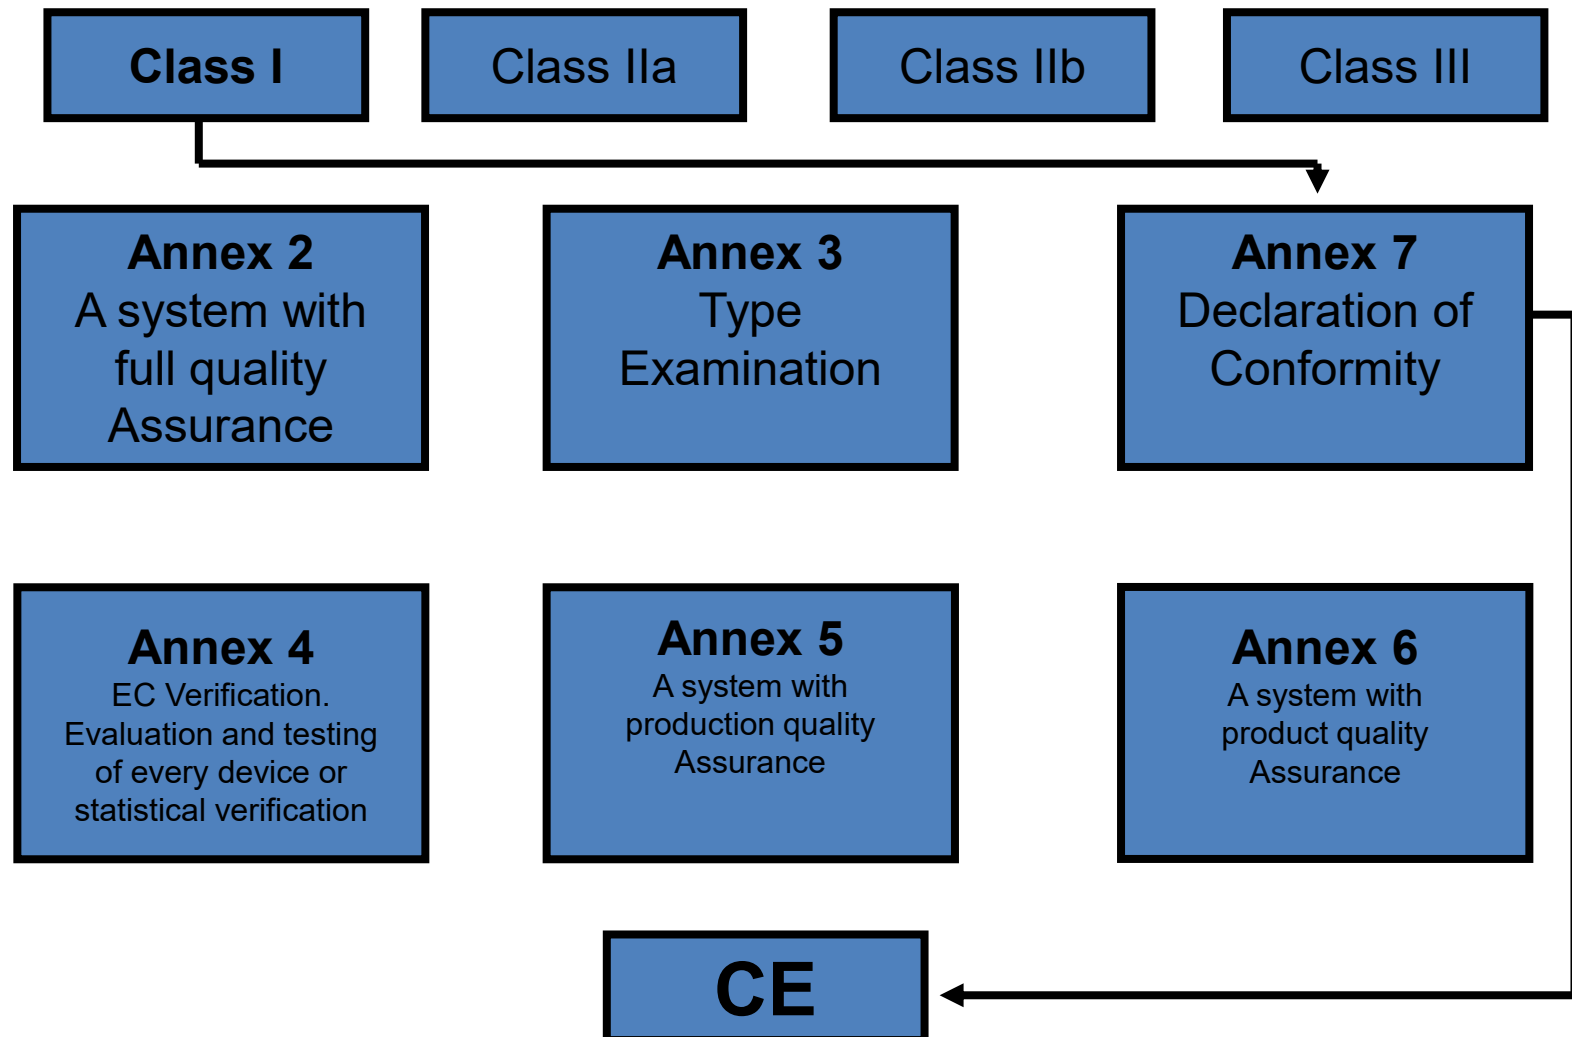 Class I
Class IIa
Class IIb
Class III
Annex 2
A system with
full quality
Assurance
Annex 3
Type
Examination
Annex 7
Declaration of
Conformity
Annex 4
EC Verification.
Evaluation and testing
of every device or
statistical verification
Annex 5
A system with
production quality
Assurance
Annex 6
A system with
product quality
Assurance
CE